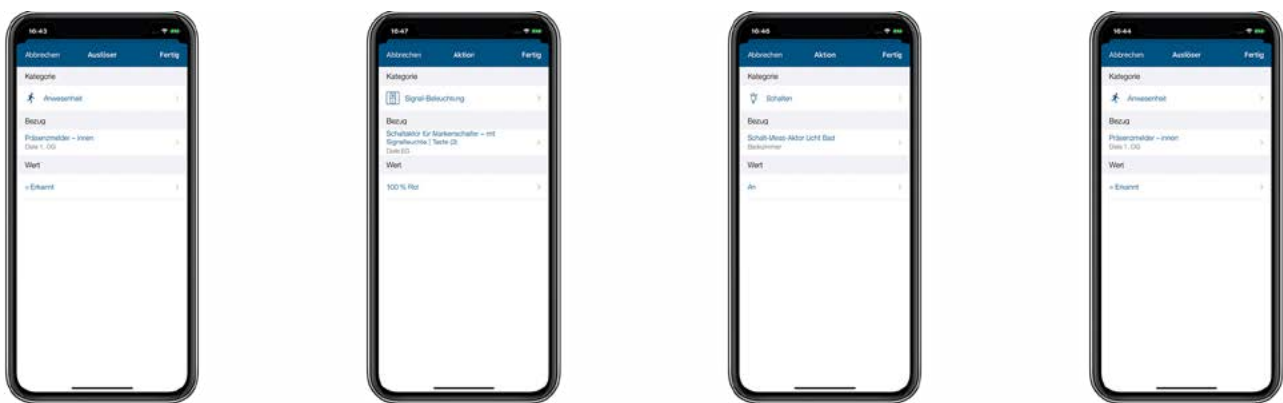 16:43
Abbrechen Auslöser Fertig
Kategorie
Anwesenheit
Bezug
Präsenzmelder – innen
Diele 1. OG
Wert
= Erkannt
16:47
Abbrechen Aktion Fertig
Kategorie
Signal-Beleuchtung
Bezug
Schaltaktor für Markenschalter – mit
Signalleuchte | Taste (3)
Diele EG
Wert
100 % Rot
16:46
Abbrechen Aktion Fertig
Kategorie
Schalten
Bezug
Schalt-Mess-Aktor Licht Bad
Badezimmer
Wert
An
16:44
Abbrechen Auslöser Fertig
Kategorie
Anwesenheit
Bezug
Präsenzmelder – innen
Diele 1. OG
Wert
= Erkannt